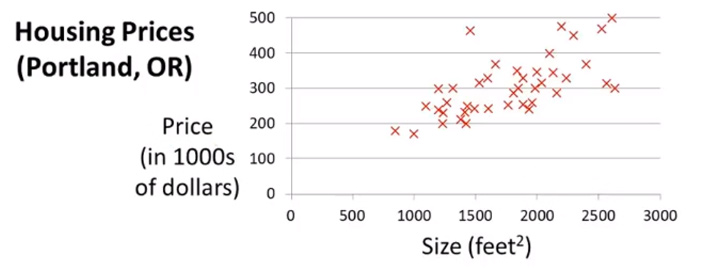 Housing Prices
(Portland, OR)
Price
(in 1000s
of dollars)
500
400
300
200
100
0
0 500 1000 1500 2000 2500 3000
Size (feet²)